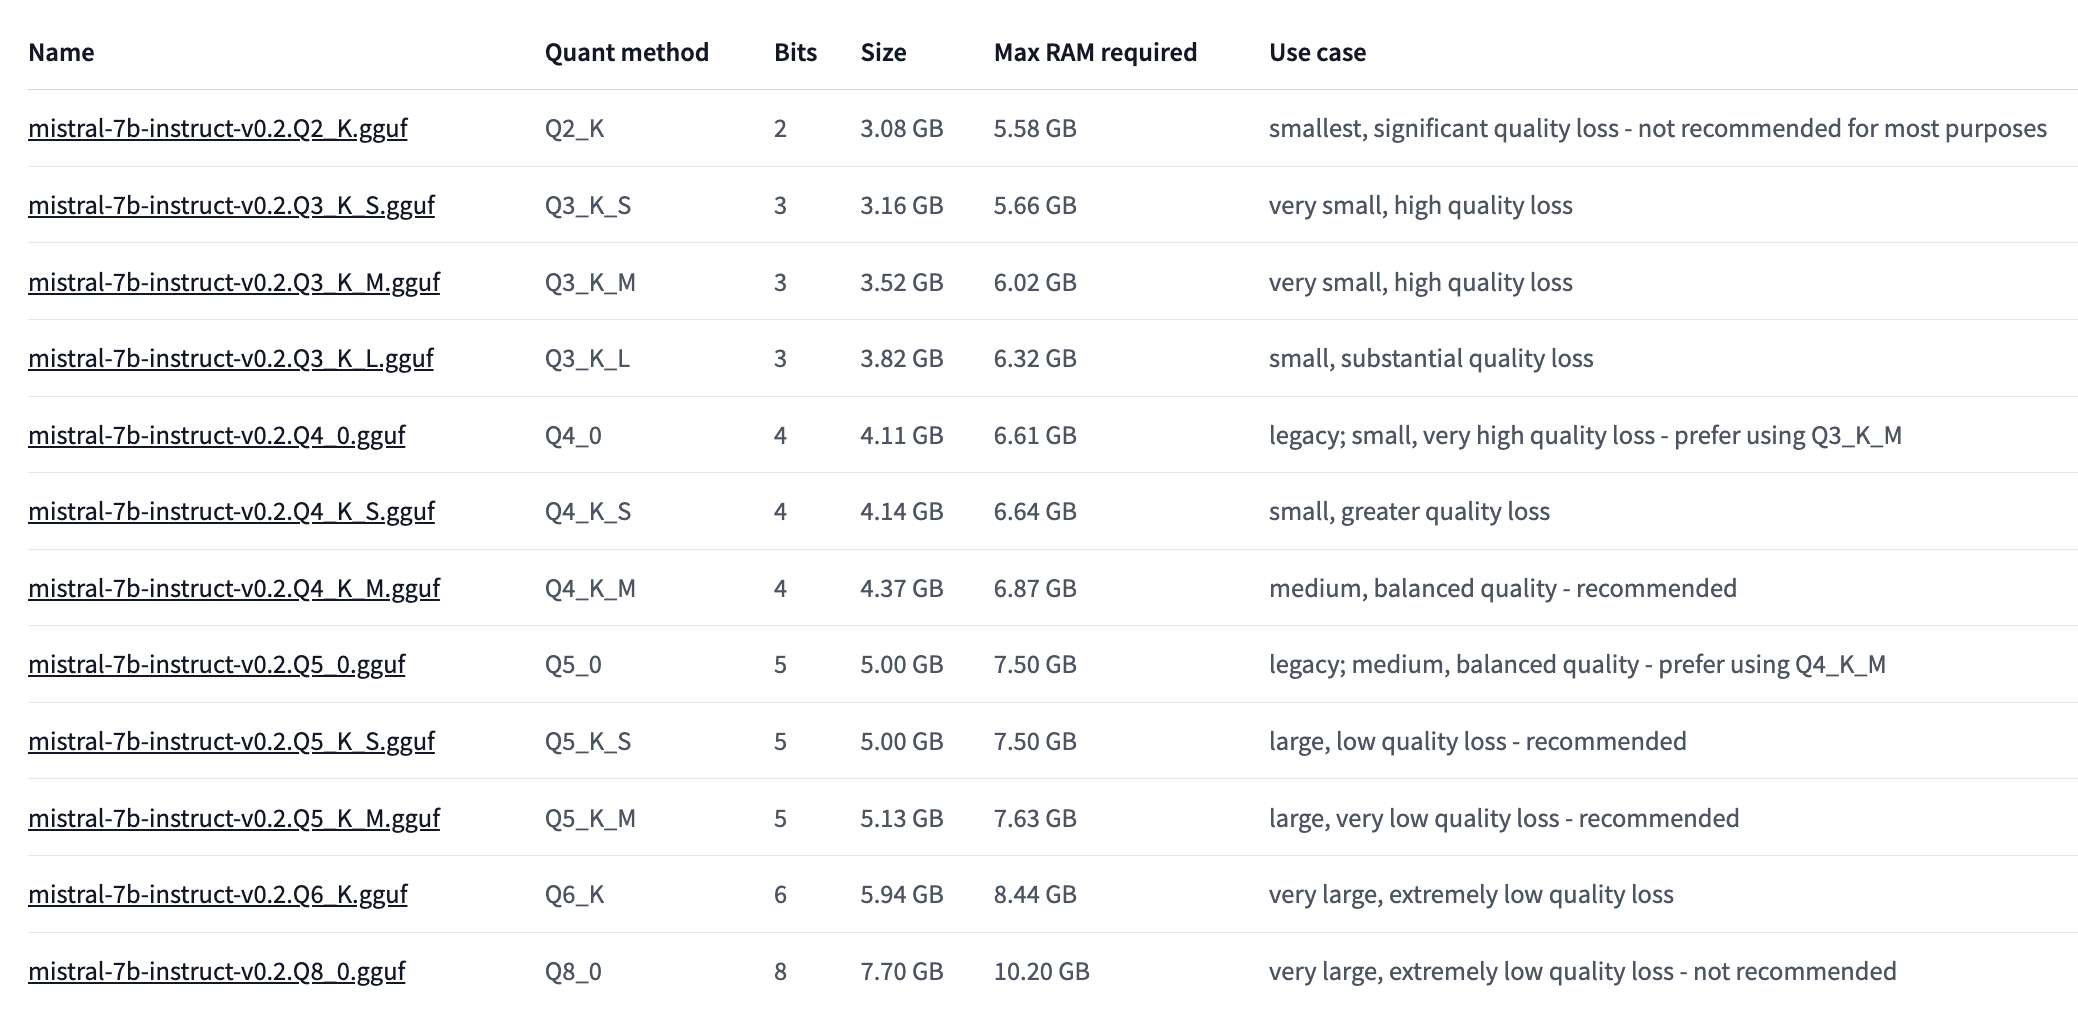 Name Quant method Bits Size Max RAM required Use case
mistral-7b-instruct-v0.2.Q2_K.gguf Q2_K 2 3.08 GB 5.58 GB smallest, significant quality loss - not recommended for most purposes
mistral-7b-instruct-v0.2.Q3_K_S.gguf Q3_K_S 3 3.16 GB 5.66 GB very small, high quality loss
mistral-7b-instruct-v0.2.Q3_K_M.gguf Q3_K_M 3 3.52 GB 6.02 GB very small, high quality loss
mistral-7b-instruct-v0.2.Q3_K_L.gguf Q3_K_L 3 3.82 GB 6.32 GB small, substantial quality loss
mistral-7b-instruct-v0.2.Q4_0.gguf Q4_0 4 4.11 GB 6.61 GB legacy; small, very high quality loss - prefer using Q3_K_M
mistral-7b-instruct-v0.2.Q4_K_S.gguf Q4_K_S 4 4.14 GB 6.64 GB small, greater quality loss
mistral-7b-instruct-v0.2.Q4_K_M.gguf Q4_K_M 4 4.37 GB 6.87 GB medium, balanced quality - recommended
mistral-7b-instruct-v0.2.Q5_0.gguf Q5_0 5 5.00 GB 7.50 GB legacy; medium, balanced quality - prefer using Q4_K_M
mistral-7b-instruct-v0.2.Q5_K_S.gguf Q5_K_S 5 5.00 GB 7.50 GB large, low quality loss - recommended
mistral-7b-instruct-v0.2.Q5_K_M.gguf Q5_K_M 5 5.13 GB 7.63 GB large, very low quality loss - recommended
mistral-7b-instruct-v0.2.Q6_K.gguf Q6_K 6 5.94 GB 8.44 GB very large, extremely low quality loss
mistral-7b-instruct-v0.2.Q8_0.gguf Q8_0 8 7.70 GB 10.20 GB very large, extremely low quality loss - not recommended